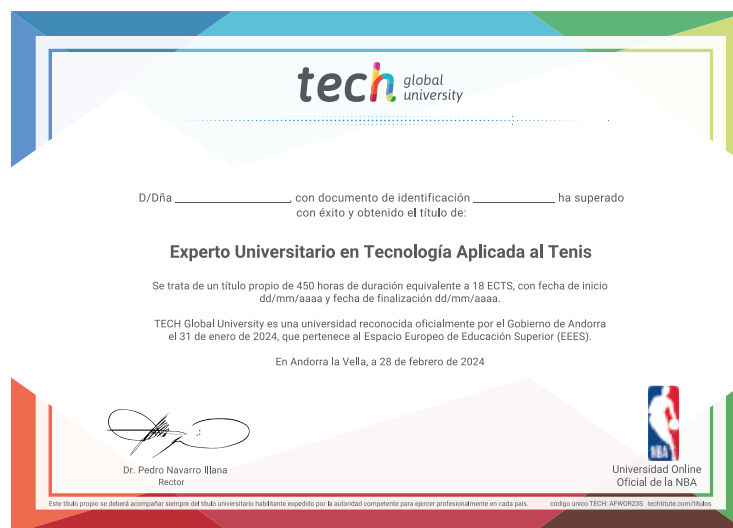 tech global university
D/Dña ____________, con documento de identificación ____________ ha superado
con éxito y obtenido el título de:
Experto Universitario en Tecnología Aplicada al Tenis
Se trata de un título propio de 450 horas de duración equivalente a 18 ECTS, con fecha de inicio
dd/mm/aaaa y fecha de finalización dd/mm/aaaa.
TECH Global University es una universidad reconocida oficialmente por el Gobierno de Andorra
el 31 de enero de 2024, que pertenece al Espacio Europeo de Educación Superior (EEES).
En Andorra la Vella, a 28 de febrero de 2024
Dr. Pedro Navarro Illana
Rector
NBA
Universidad Online
Oficial de la NBA
Este título propio se deberá acompañar siempre del título universitario habilitante expedido por la autoridad competente para ejercer profesionalmente en cada país. código único TECH: AFWOR23S techtitute.com/titulos